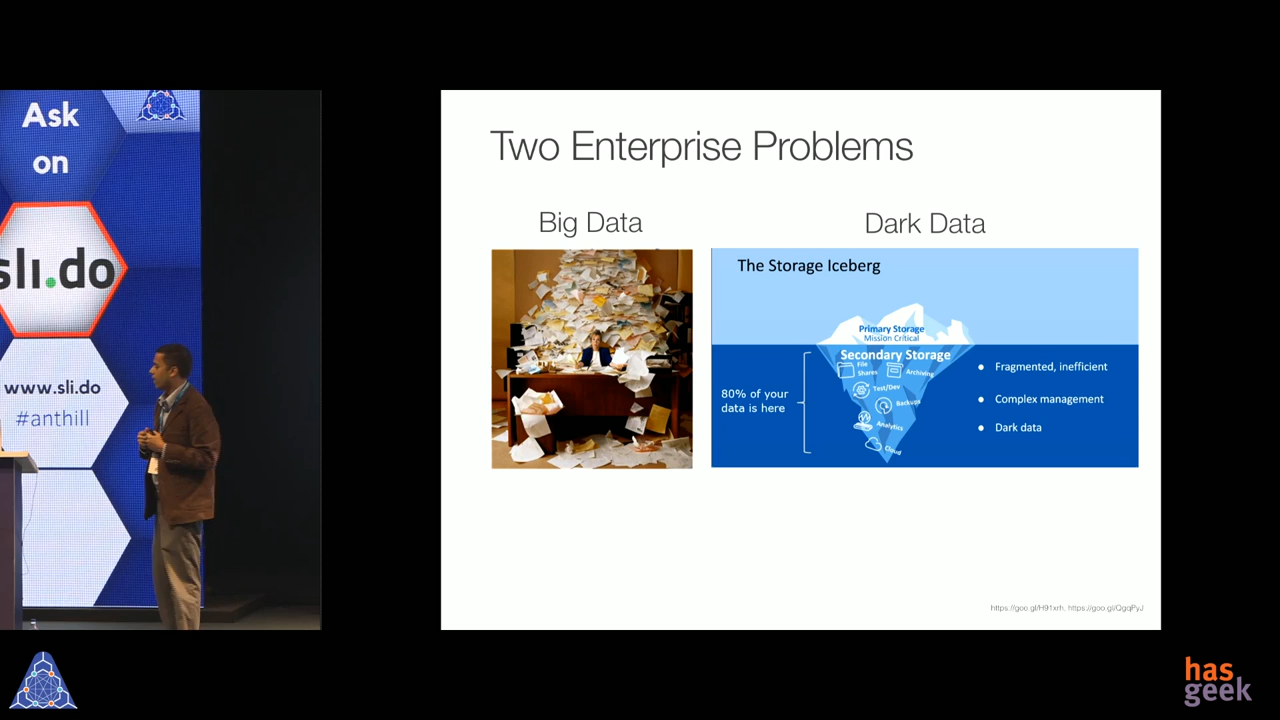 Ask
on
sli.do
www.sli.do
#anthill
Two Enterprise Problems
Big Data
Dark Data
The Storage Iceberg
Primary Storage
Mission Critical
Secondary Storage
File
Shares
Archiving
Test/Dev
Backups
Analytics
Cloud
80% of your
data is here
● Fragmented, inefficient
● Complex management
● Dark data
https://goo.gl/H91xrh, https://goo.gl/QgqPyJ
has
geek